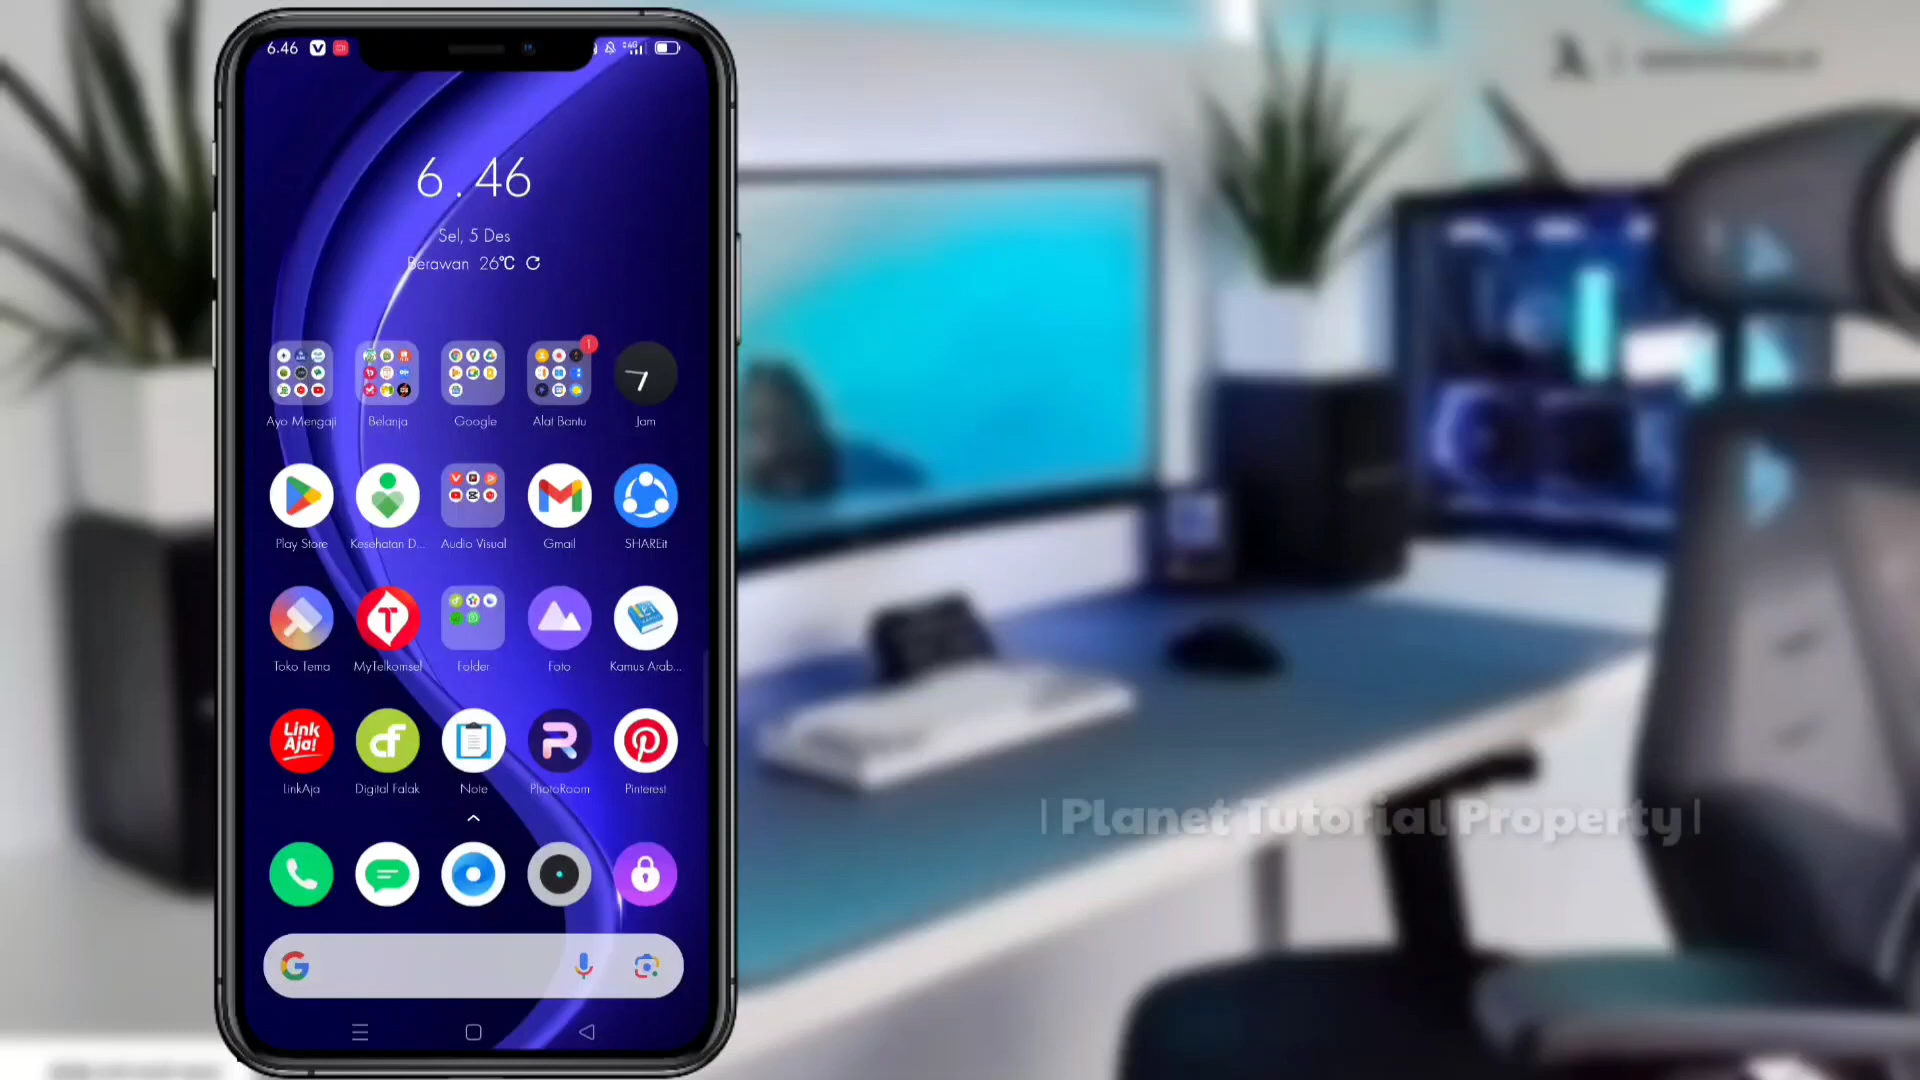 6.46
6.46
Sel, 5 Des
Berawan 26℃
1
Ayo Mengaji Belanja Google Alat Bantu Jam
Play Store Kesehatan D... Audio Visual Gmail SHAREit
Toko Tema MyTelkomsel Folder Foto Kamus Arab...
Link Aja!
LinkAja Digital Falak Note PhotoRoom Pinterest
| Planet Tutorial Property |